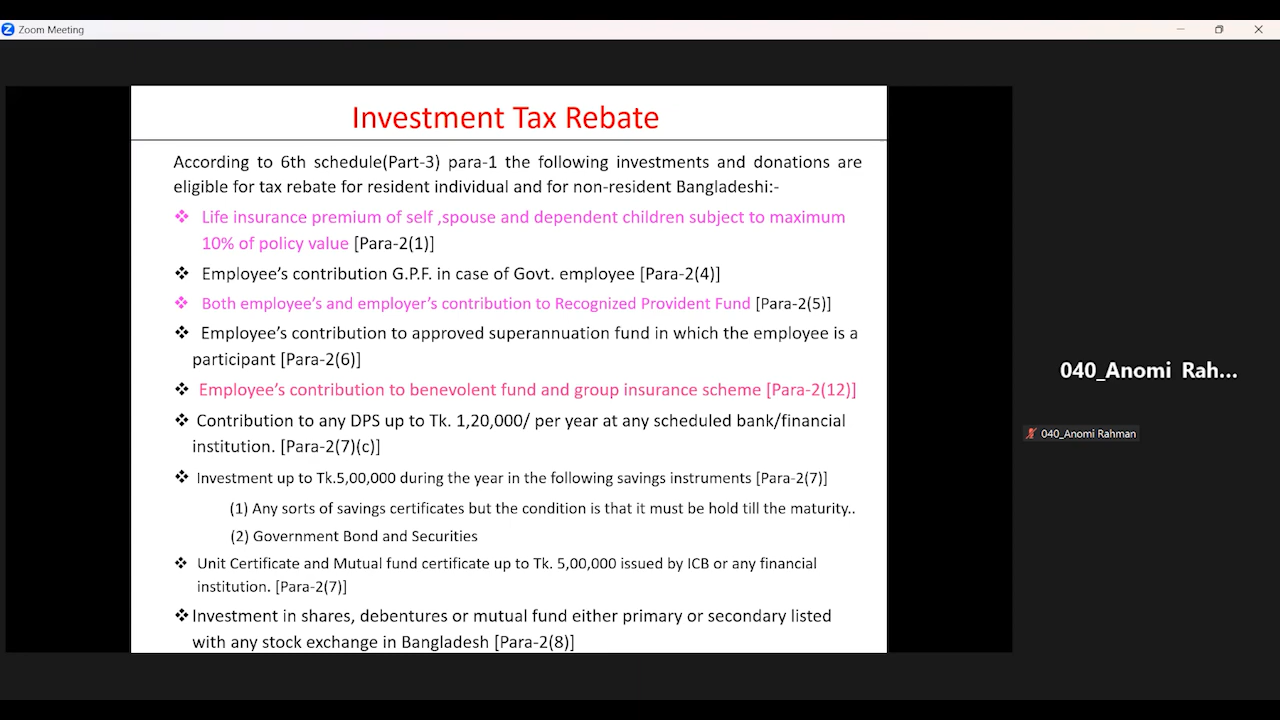 Zoom Meeting
Investment Tax Rebate
According to 6th schedule(Part-3) para-1 the following investments and donations are
eligible for tax rebate for resident individual and for non-resident Bangladeshi:-
❖ Life insurance premium of self ,spouse and dependent children subject to maximum
10% of policy value [Para-2(1)]
❖ Employee's contribution G.P.F. in case of Govt. employee [Para-2(4)]
❖ Both employee's and employer's contribution to Recognized Provident Fund [Para-2(5)]
❖ Employee's contribution to approved superannuation fund in which the employee is a
participant [Para-2(6)]
❖ Employee's contribution to benevolent fund and group insurance scheme [Para-2(12)]
❖ Contribution to any DPS up to Tk. 1,20,000/ per year at any scheduled bank/financial
institution. [Para-2(7)(c)]
❖ Investment up to Tk.5,00,000 during the year in the following savings instruments [Para-2(7)]
(1) Any sorts of savings certificates but the condition is that it must be hold till the maturity..
(2) Government Bond and Securities
❖ Unit Certificate and Mutual fund certificate up to Tk. 5,00,000 issued by ICB or any financial
institution. [Para-2(7)]
❖ Investment in shares, debentures or mutual fund either primary or secondary listed
with any stock exchange in Bangladesh [Para-2(8)]
040_Anomi Rah...
040_Anomi Rahman